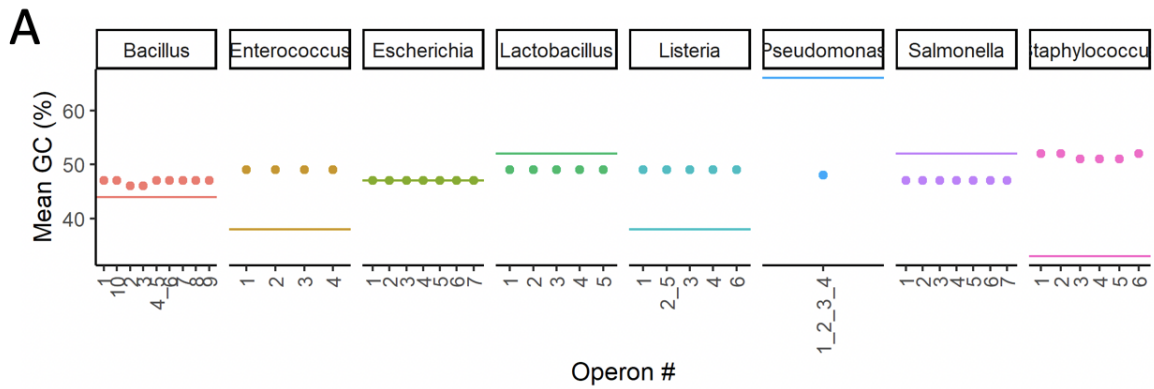 A
Bacillus
Enterococcus
Escherichia
Lactobacillus
Listeria
Pseudomonas
Salmonella
taphylococcu
Mean GC (%)
60
50
40
1 10 2 3 5 4_6 7 8 9
1 2 3 4
1 2 3 4 5 6 7
1 2 3 4 5
1 2_5 3 4 6
1_2_3_4
1 2 3 4 5 6 7
1 2 3 4 5 6
Operon #